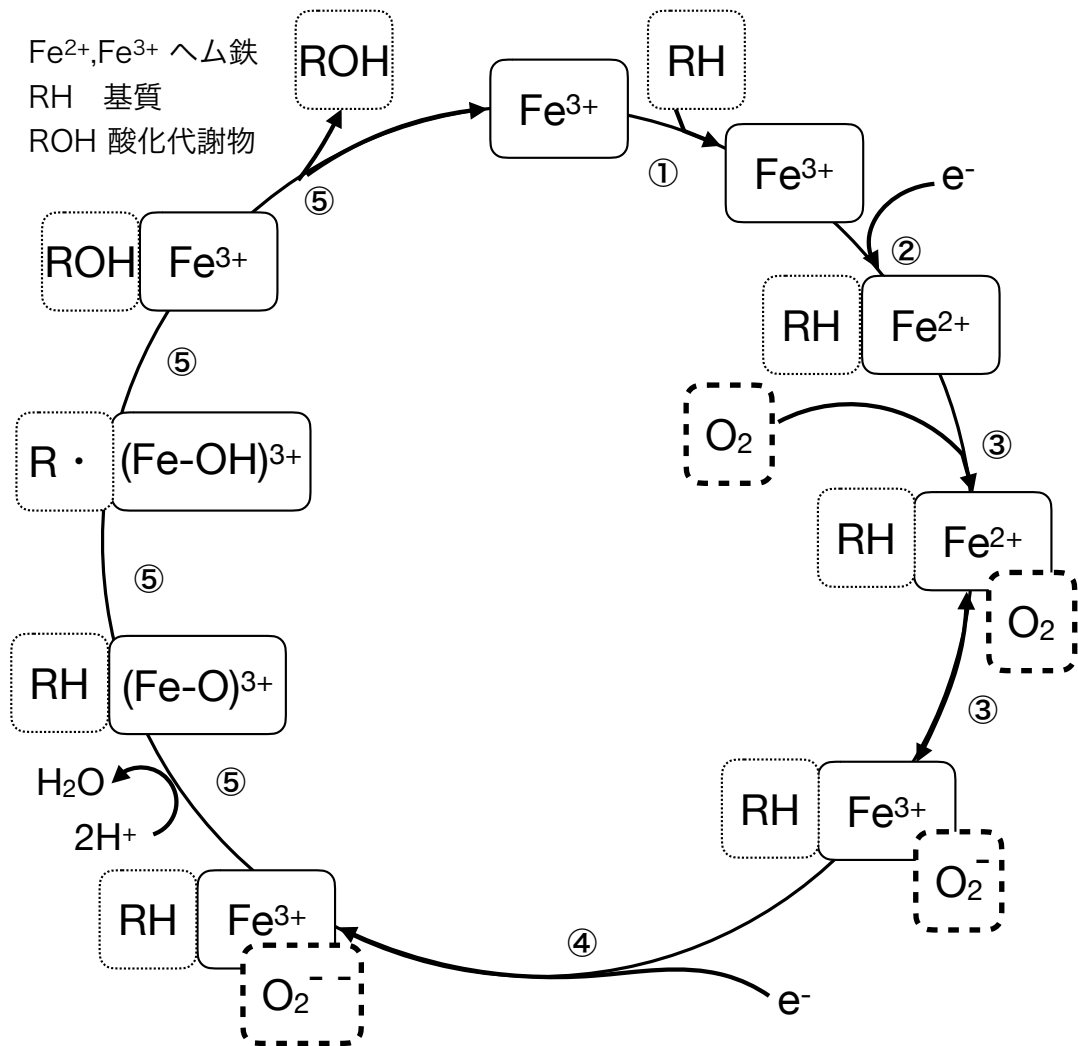 Fe²⁺,Fe³⁺ ヘム鉄
RH 基質
ROH 酸化代謝物
ROH
Fe³⁺
RH
①
Fe³⁺
e⁻
②
RH
Fe²⁺
O₂
③
RH
Fe²⁺
O₂
③
RH
Fe³⁺
O₂⁻
④
e⁻
RH
Fe³⁺
O₂⁻⁻
2H⁺
H₂O
⑤
RH
(Fe-O)³⁺
⑤
R・
(Fe-OH)³⁺
⑤
ROH
Fe³⁺
⑤